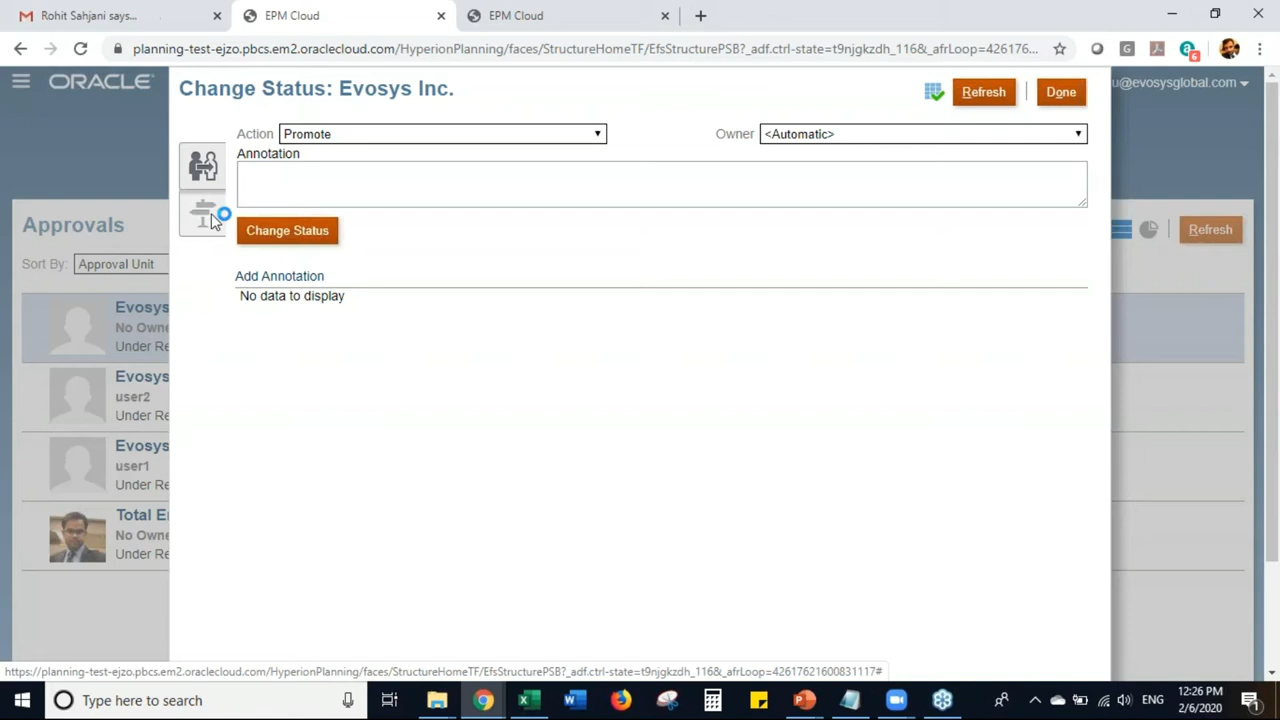 Rohit Sahjani says...
EPM Cloud
EPM Cloud
planning-test-ejzo.pbcs.em2.oraclecloud.com/HyperionPlanning/faces/StructureHomeTF/EfsStructurePSB?_adf.ctrl-state=t9njgkzdh_116&_afrLoop=426176...
6
ORACLE
u@evosysglobal.com
Change Status: Evosys Inc.
Refresh
Done
Action
Promote
Owner
<Automatic>
Annotation
Change Status
Add Annotation
No data to display
Approvals
Refresh
Sort By:
Approval Unit
Evosys
No Owne
Under Re
Evosys
user2
Under Re
Evosys
user1
Under Re
Total E
No Owne
Under Re
https://planning-test-ejzo.pbcs.em2.oraclecloud.com/HyperionPlanning/faces/StructureHomeTF/EfsStructurePSB?_adf.ctrl-state=t9njgkzdh_116&_afrLoop=42617621600831117#
Type here to search
ENG
12:26 PM
2/6/2020
1